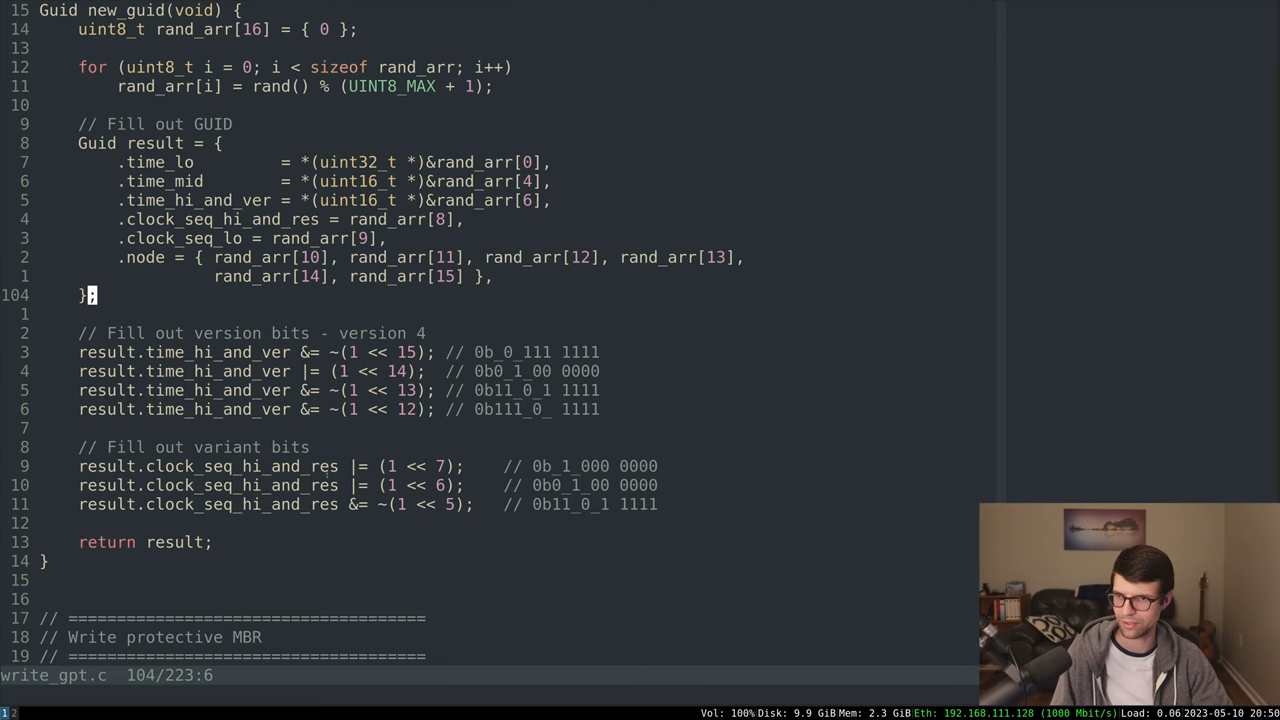 15 Guid new_guid(void) {
14     uint8_t rand_arr[16] = { 0 };
13
12     for (uint8_t i = 0; i < sizeof rand_arr; i++)
11         rand_arr[i] = rand() % (UINT8_MAX + 1);
10
9     // Fill out GUID
8     Guid result = {
7         .time_lo         = *(uint32_t *)&rand_arr[0],
6         .time_mid        = *(uint16_t *)&rand_arr[4],
5         .time_hi_and_ver = *(uint16_t *)&rand_arr[6],
4         .clock_seq_hi_and_res = rand_arr[8],
3         .clock_seq_lo = rand_arr[9],
2         .node = { rand_arr[10], rand_arr[11], rand_arr[12], rand_arr[13],
1                   rand_arr[14], rand_arr[15] },
104     };
1
2     // Fill out version bits - version 4
3     result.time_hi_and_ver &= ~(1 << 15); // 0b_0_111 1111
4     result.time_hi_and_ver |= (1 << 14);  // 0b0_1_00 0000
5     result.time_hi_and_ver &= ~(1 << 13); // 0b11_0_1 1111
6     result.time_hi_and_ver &= ~(1 << 12); // 0b111_0_ 1111
7
8     // Fill out variant bits
9     result.clock_seq_hi_and_res |= (1 << 7);    // 0b_1_000 0000
10     result.clock_seq_hi_and_res |= (1 << 6);    // 0b0_1_00 0000
11     result.clock_seq_hi_and_res &= ~(1 << 5);   // 0b11_0_1 1111
12
13     return result;
14 }
15
16
17 // =====================================
18 // Write protective MBR
19 // =====================================
write_gpt.c  104/223:6
1 2 Vol: 100% Disk: 9.9 GiB Mem: 2.3 GiB Eth: 192.168.111.128 (1000 Mbit/s) Load: 0.06 2023-05-10 20:50